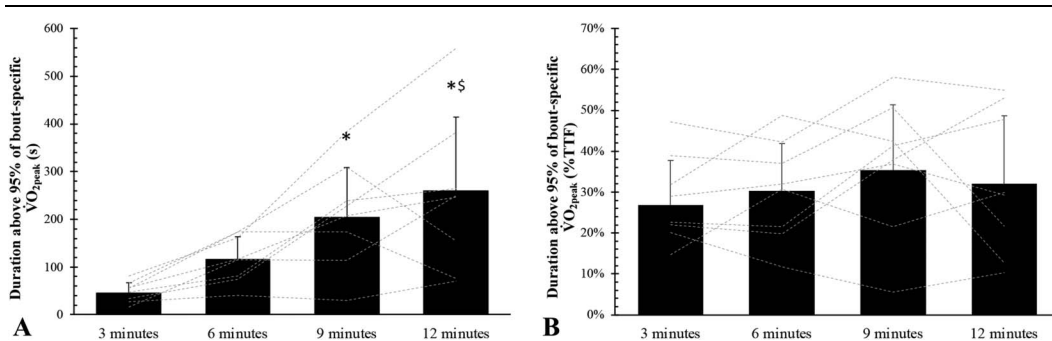 Duration above 95% of bout-specific
V̇O2peak (s)
600
500
400
300
200
100
0
*
*$
3 minutes
6 minutes
9 minutes
12 minutes
A
Duration above 95% of bout-specific
V̇O2peak (%TTF)
70%
60%
50%
40%
30%
20%
10%
0%
3 minutes
6 minutes
9 minutes
12 minutes
B